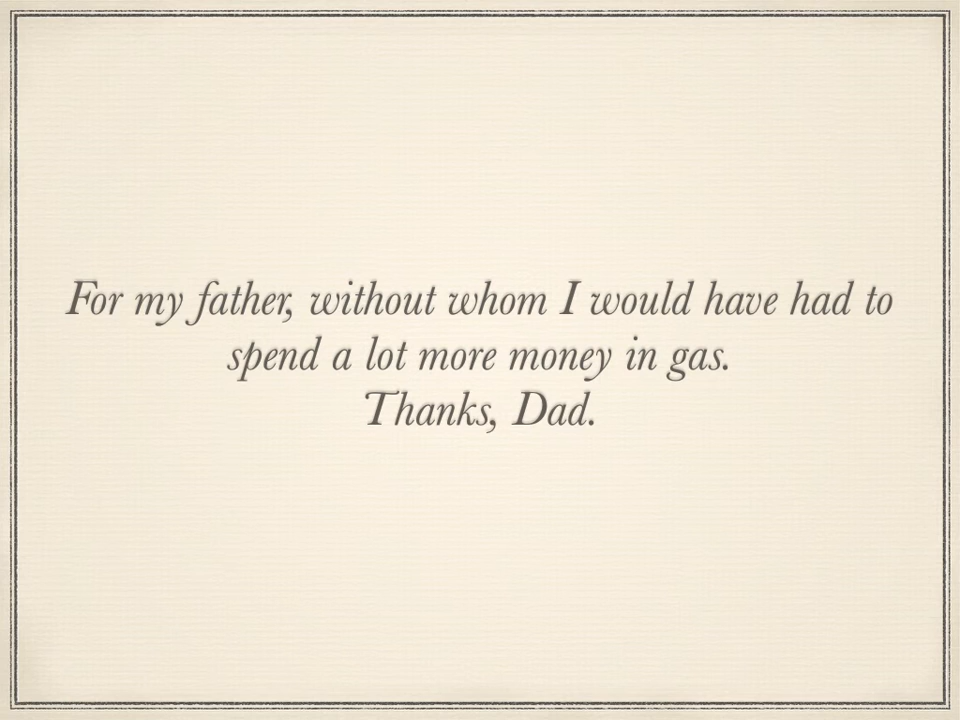 For my father, without whom I would have had to
spend a lot more money in gas.
Thanks, Dad.